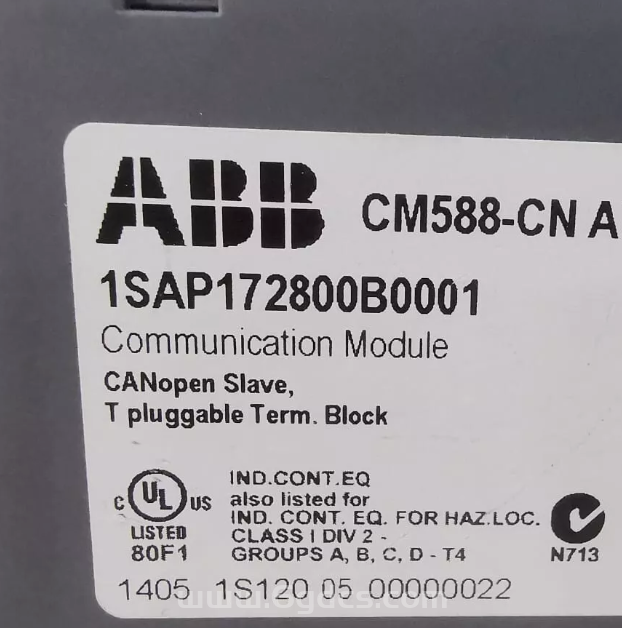 ABB CM588-CN A
1SAP172800B0001
Communication Module
CANopen Slave,
T pluggable Term. Block
C UL US
LISTED
80F1
IND.CONT.EQ
also listed for
IND. CONT. EQ. FOR HAZ.LOC.
CLASS I DIV 2 -
GROUPS A, B, C, D - T4
N713
1405 1S120 05 00000022